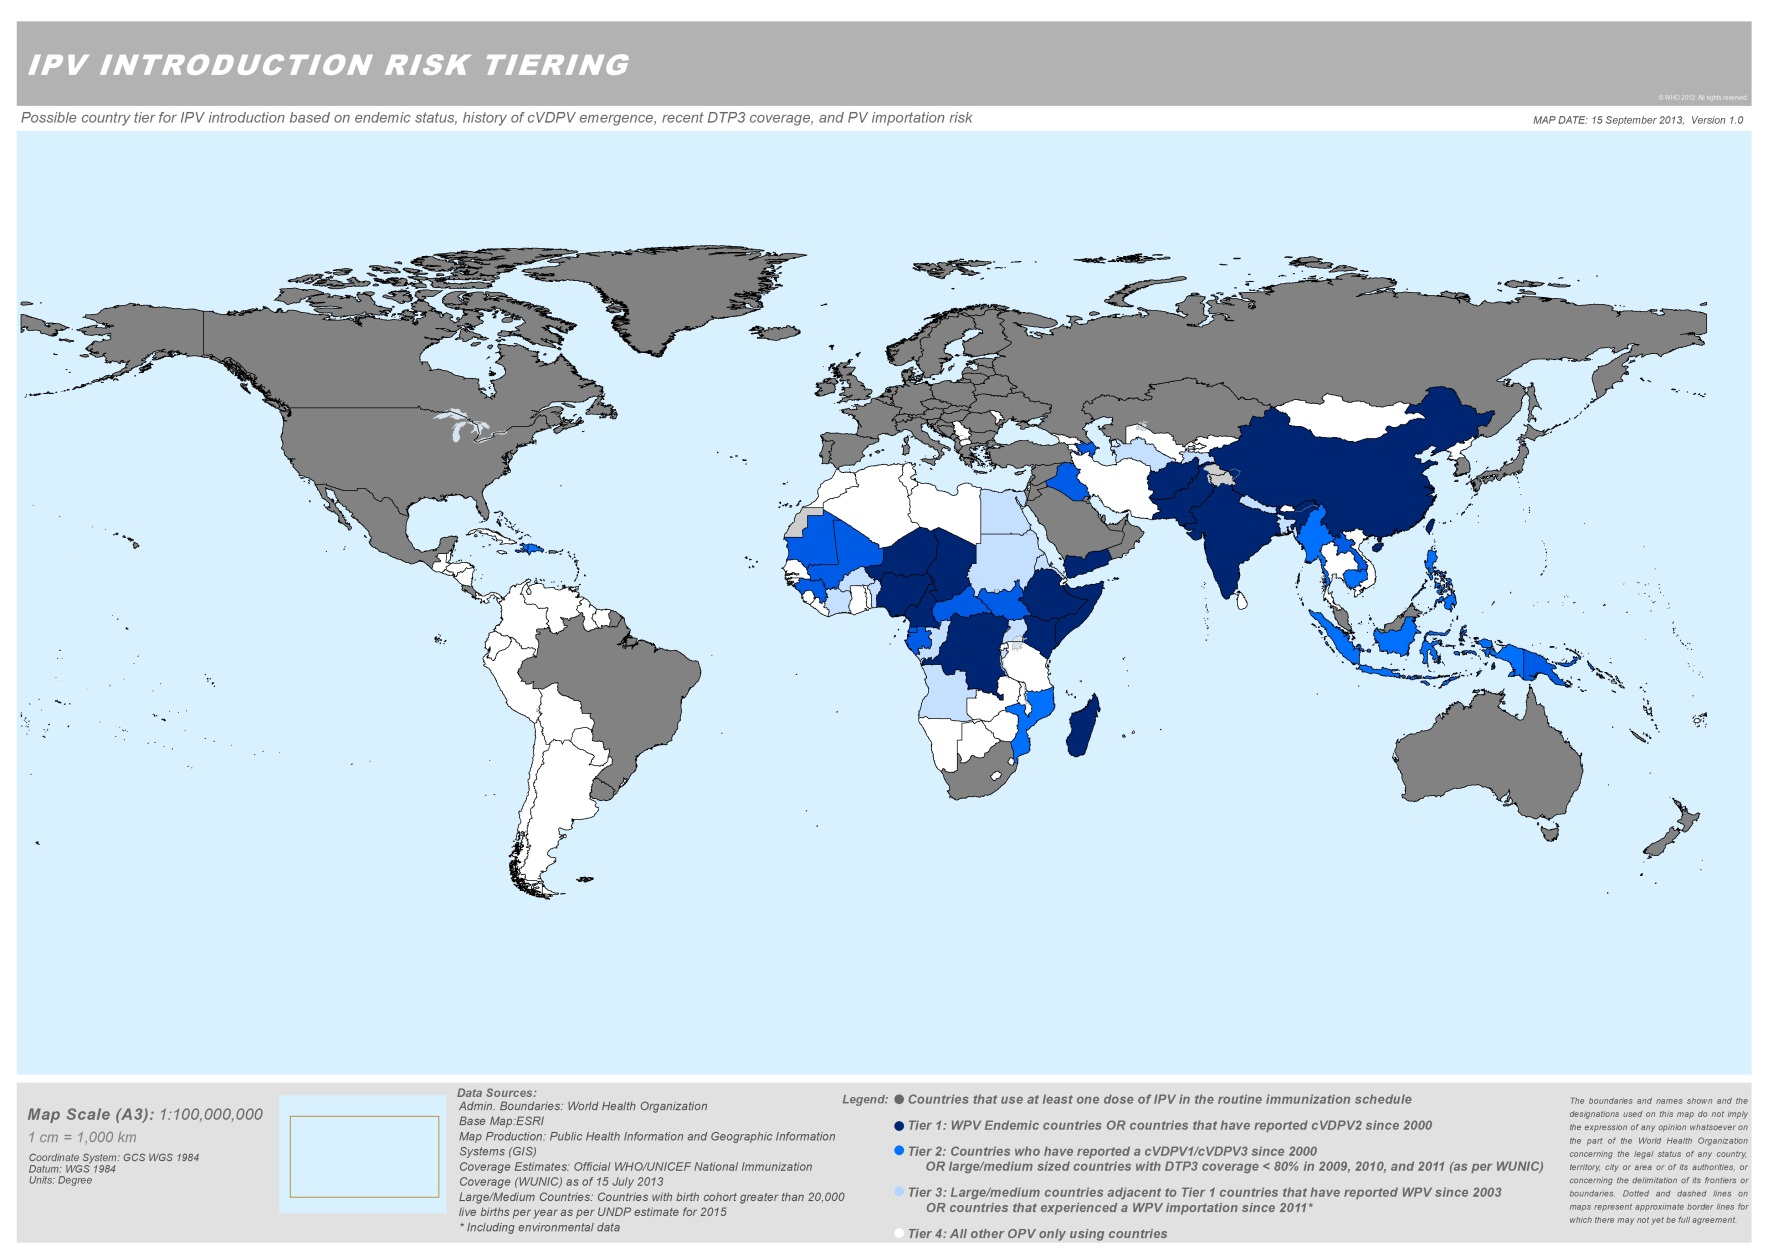 IPV INTRODUCTION RISK TIERING
© WHO 2012. All rights reserved.
Possible country tier for IPV introduction based on endemic status, history of cVDPV emergence, recent DTP3 coverage, and PV importation risk
MAP DATE: 15 September 2013, Version 1.0
Map Scale (A3): 1:100,000,000
1 cm = 1,000 km
Coordinate System: GCS WGS 1984
Datum: WGS 1984
Units: Degree
Data Sources:
Admin. Boundaries: World Health Organization
Base Map:ESRI
Map Production: Public Health Information and Geographic Information
Systems (GIS)
Coverage Estimates: Official WHO/UNICEF National Immunization
Coverage (WUNIC) as of 15 July 2013
Large/Medium Countries: Countries with birth cohort greater than 20,000
live births per year as per UNDP estimate for 2015
* Including environmental data
Legend:
Countries that use at least one dose of IPV in the routine immunization schedule
Tier 1: WPV Endemic countries OR countries that have reported cVDPV2 since 2000
Tier 2: Countries who have reported a cVDPV1/cVDPV3 since 2000
OR large/medium sized countries with DTP3 coverage < 80% in 2009, 2010, and 2011 (as per WUNIC)
Tier 3: Large/medium countries adjacent to Tier 1 countries that have reported WPV since 2003
OR countries that experienced a WPV importation since 2011*
Tier 4: All other OPV only using countries
The boundaries and names shown and the
designations used on this map do not imply
the expression of any opinion whatsoever on
the part of the World Health Organization
concerning the legal status of any country,
territory, city or area or of its authorities, or
concerning the delimitation of its frontiers or
boundaries. Dotted and dashed lines on
maps represent approximate border lines for
which there may not yet be full agreement.